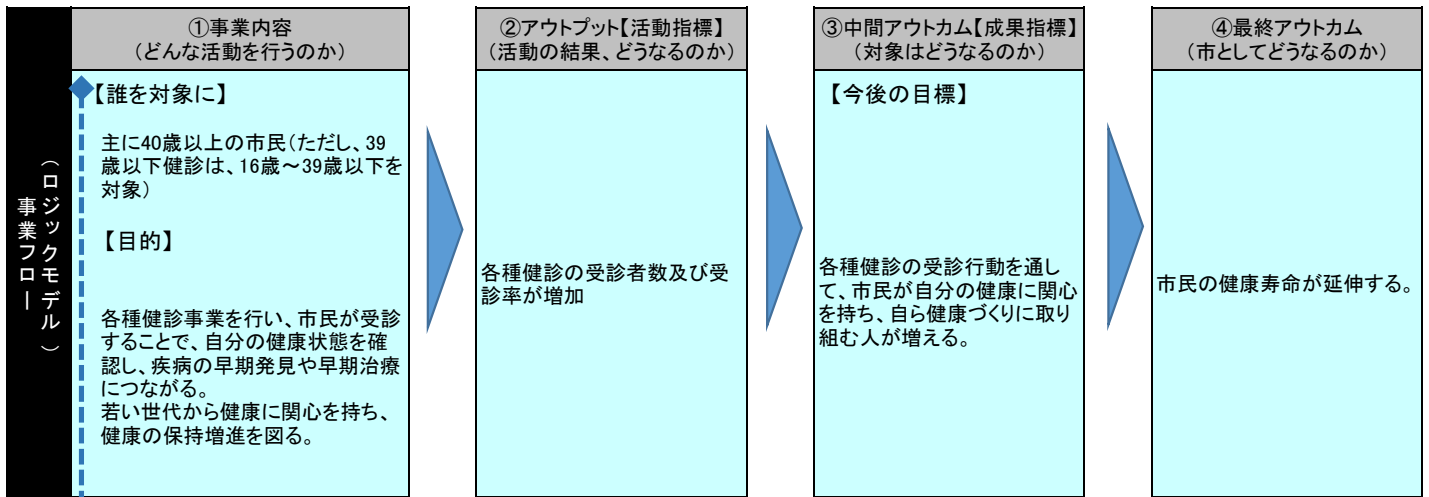 事業フロー
（ロジックモデル）
①事業内容
（どんな活動を行うのか）
【誰を対象に】
主に40歳以上の市民（ただし、39
歳以下健診は、16歳～39歳以下を
対象）
【目的】
各種健診事業を行い、市民が受診
することで、自分の健康状態を確
認し、疾病の早期発見や早期治療
につながる。
若い世代から健康に関心を持ち、
健康の保持増進を図る。
②アウトプット【活動指標】
（活動の結果、どうなるのか）
各種健診の受診者数及び受
診率が増加
③中間アウトカム【成果指標】
（対象はどうなるのか）
【今後の目標】
各種健診の受診行動を通し
て、市民が自分の健康に関心
を持ち、自ら健康づくりに取り
組む人が増える。
④最終アウトカム
（市としてどうなるのか）
市民の健康寿命が延伸する。